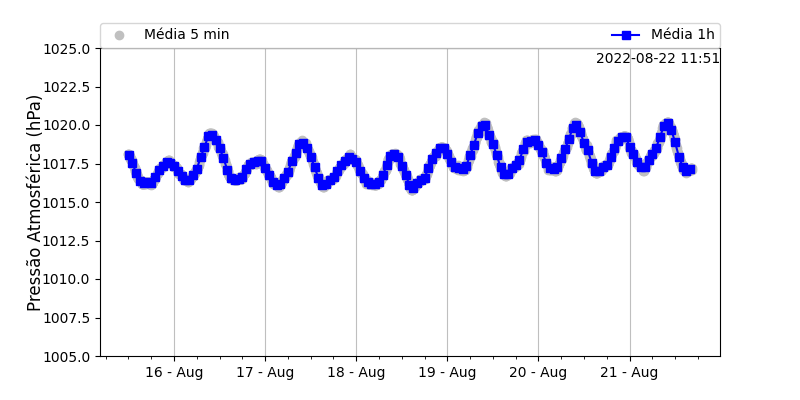 Média 5 min
Média 1h
2022-08-22 11:51
Pressão Atmosférica (hPa)
1025.0
1022.5
1020.0
1017.5
1015.0
1012.5
1010.0
1007.5
1005.0
16 - Aug
17 - Aug
18 - Aug
19 - Aug
20 - Aug
21 - Aug